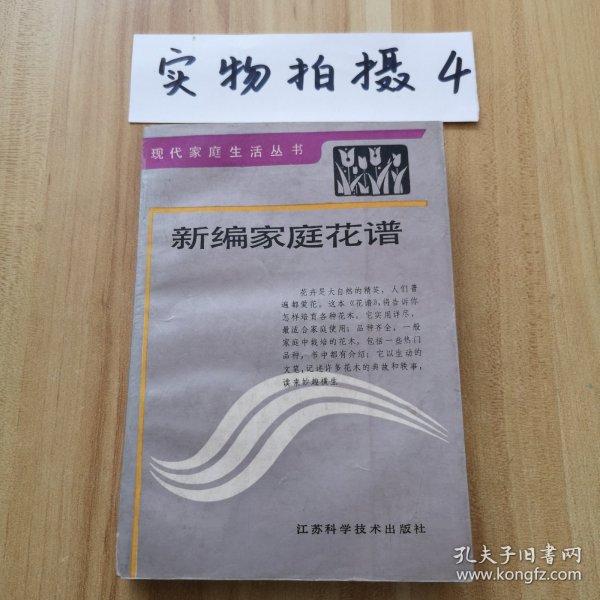 实物拍摄4
现代家庭生活丛书
新编家庭花谱
花卉是大自然的精英，人们普
遍都爱花。这本《花谱》，将告诉你
怎样培育各种花木。它实用详尽，
最适合家庭使用；品种齐全，一般
家庭中栽培的花木，包括一些热门
品种，书中都有介绍；它以生动的
文笔，记述许多花木的典故和轶事，
读来妙趣横生
江苏科学技术出版社
孔夫子旧书网
www.kongfz.com